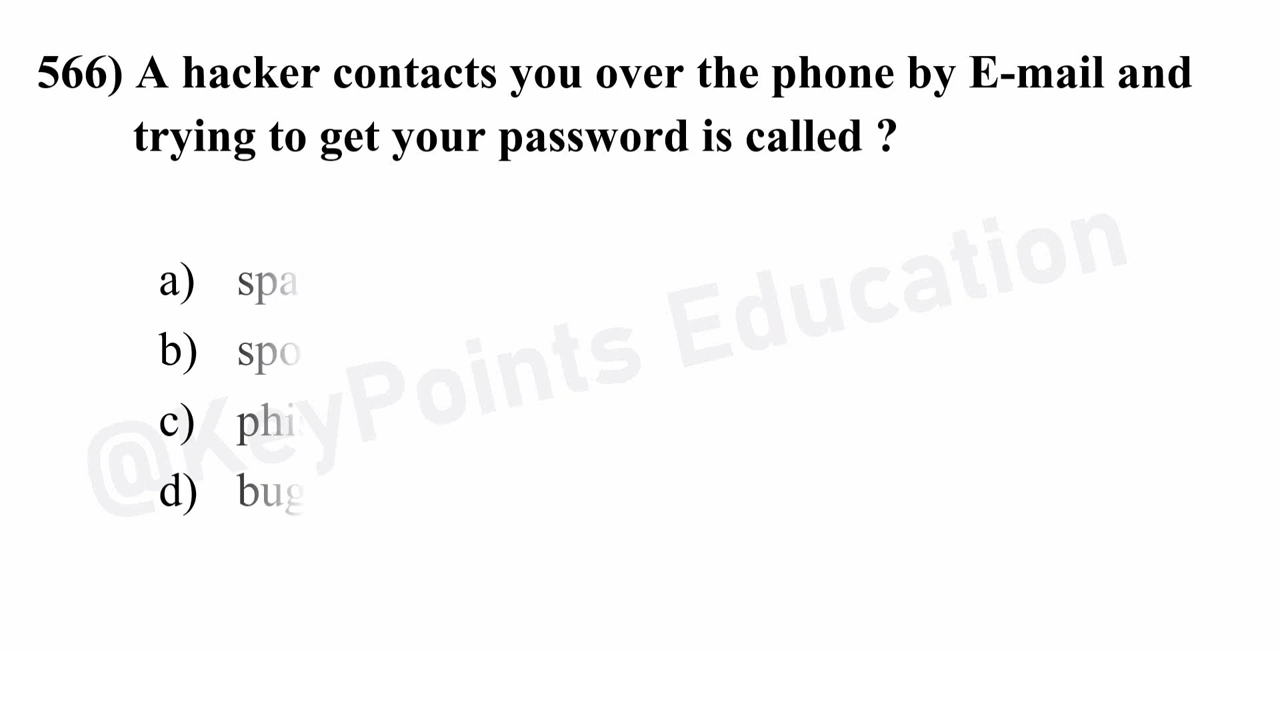 566) A hacker contacts you over the phone by E-mail and
trying to get your password is called ?
@KeyPoints Education
a) spa
b) spo
c) phi
d) bug